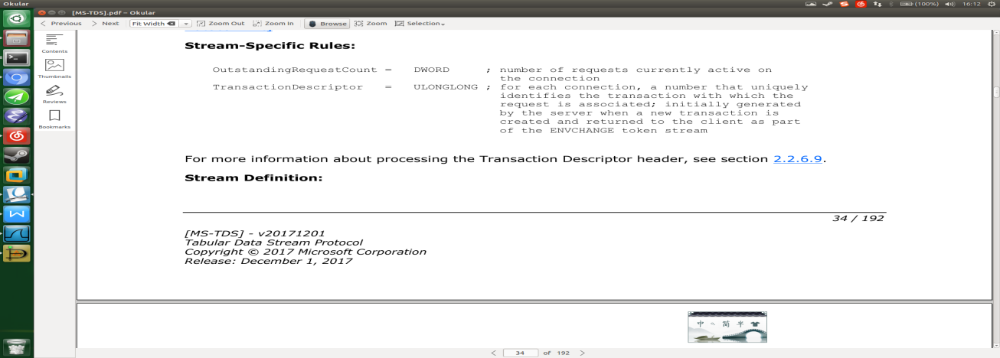 Okular
(100%) 16:12
[MS-TDS].pdf – Okular
Previous Next Fit Width Zoom Out Zoom In Browse Zoom Selection
Contents
Thumbnails
Reviews
Bookmarks
Stream-Specific Rules:
OutstandingRequestCount = DWORD ; number of requests currently active on
the connection
TransactionDescriptor = ULONGLONG ; for each connection, a number that uniquely
identifies the transaction with which the
request is associated; initially generated
by the server when a new transaction is
created and returned to the client as part
of the ENVCHANGE token stream
For more information about processing the Transaction Descriptor header, see section 2.2.6.9.
Stream Definition:
34 / 192
[MS-TDS] - v20171201
Tabular Data Stream Protocol
Copyright © 2017 Microsoft Corporation
Release: December 1, 2017
中 简 半
34 of 192